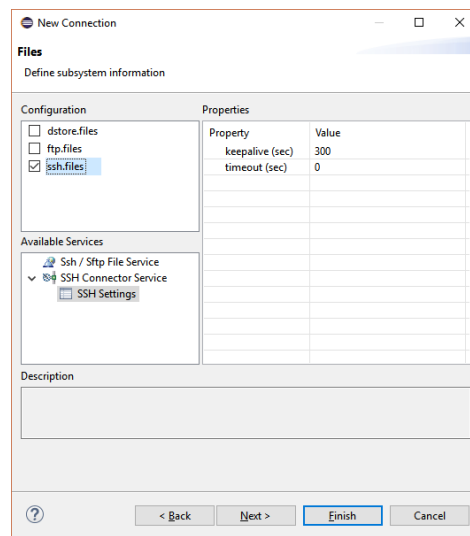 New Connection
Files
Define subsystem information
Configuration
dstore.files
ftp.files
ssh.files
Available Services
Ssh / Sftp File Service
SSH Connector Service
SSH Settings
Properties
Property Value
keepalive (sec) 300
timeout (sec) 0
Description
? < Back Next > Finish Cancel